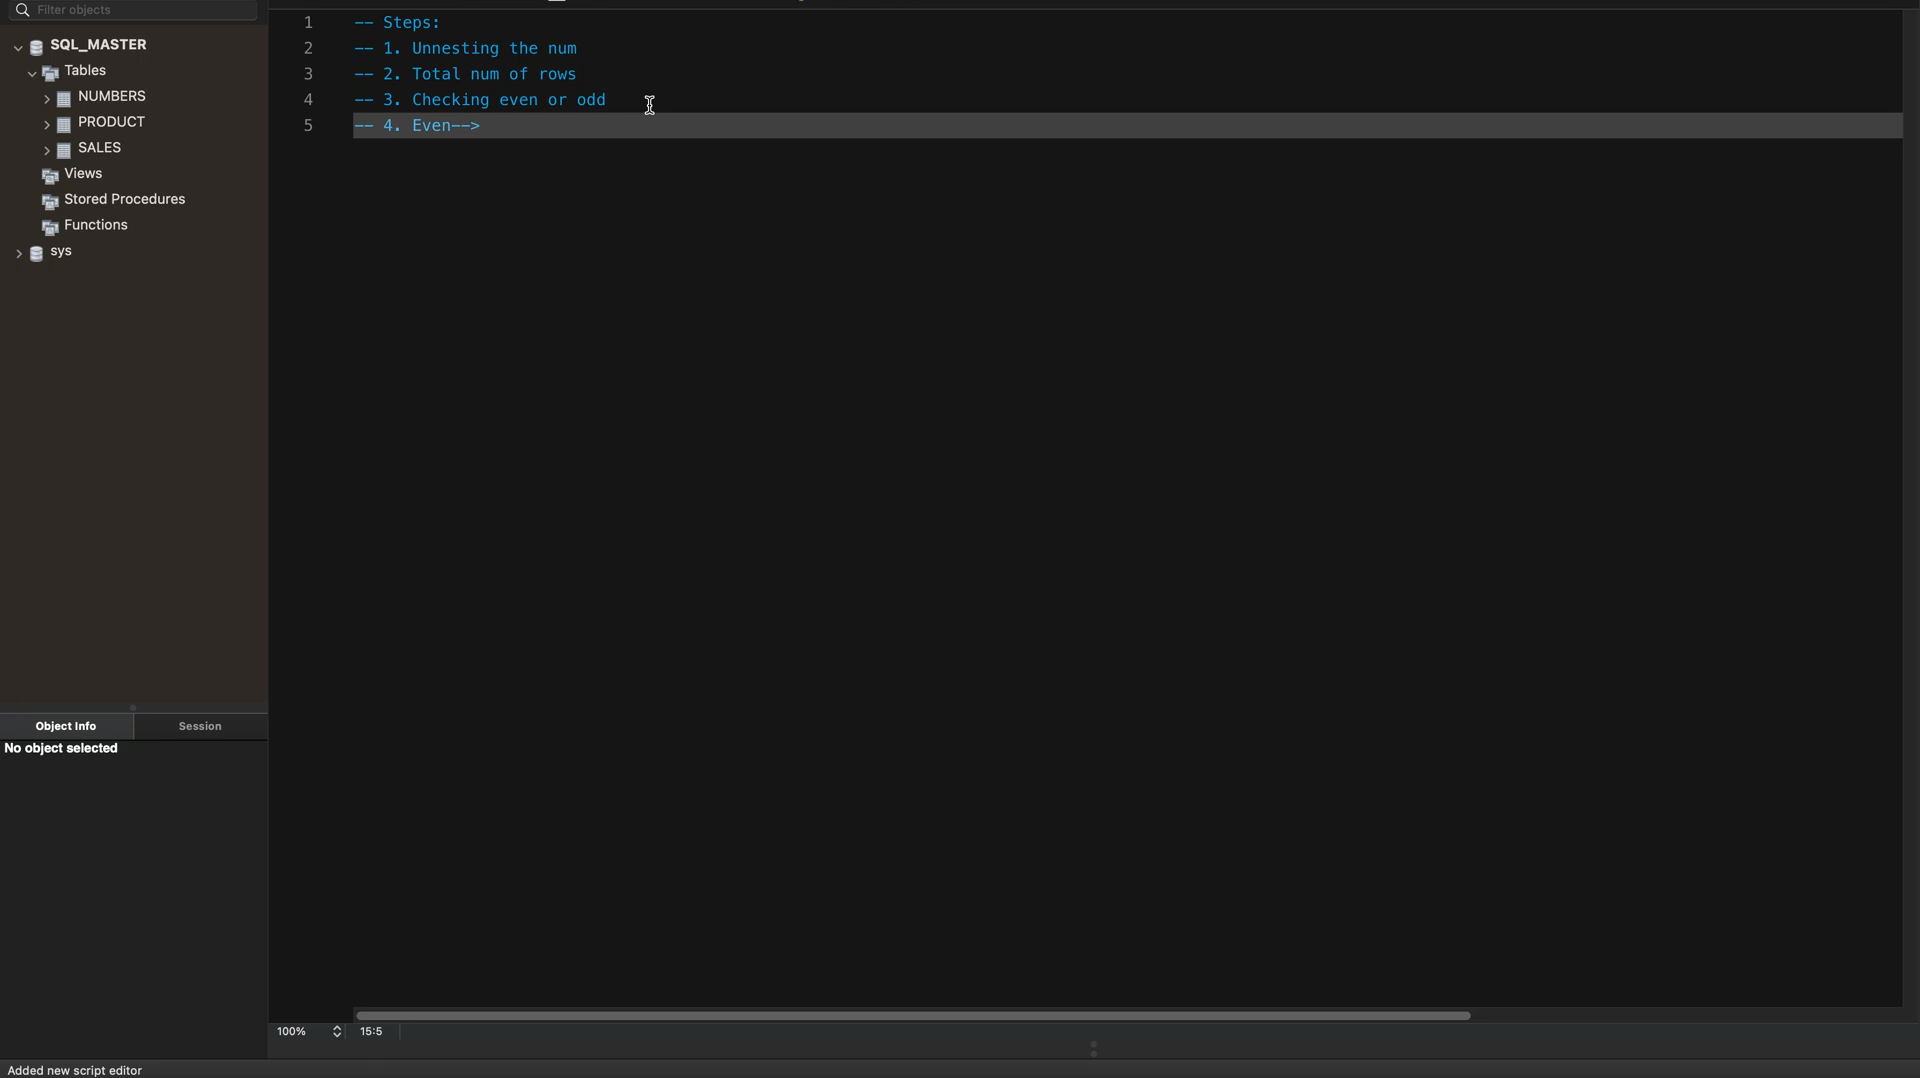 Filter objects
SQL_MASTER
Tables
NUMBERS
PRODUCT
SALES
Views
Stored Procedures
Functions
sys
Object Info
Session
No object selected
1 -- Steps:
2 -- 1. Unnesting the num
3 -- 2. Total num of rows
4 -- 3. Checking even or odd
5 -- 4. Even-->
100%
15:5
Added new script editor